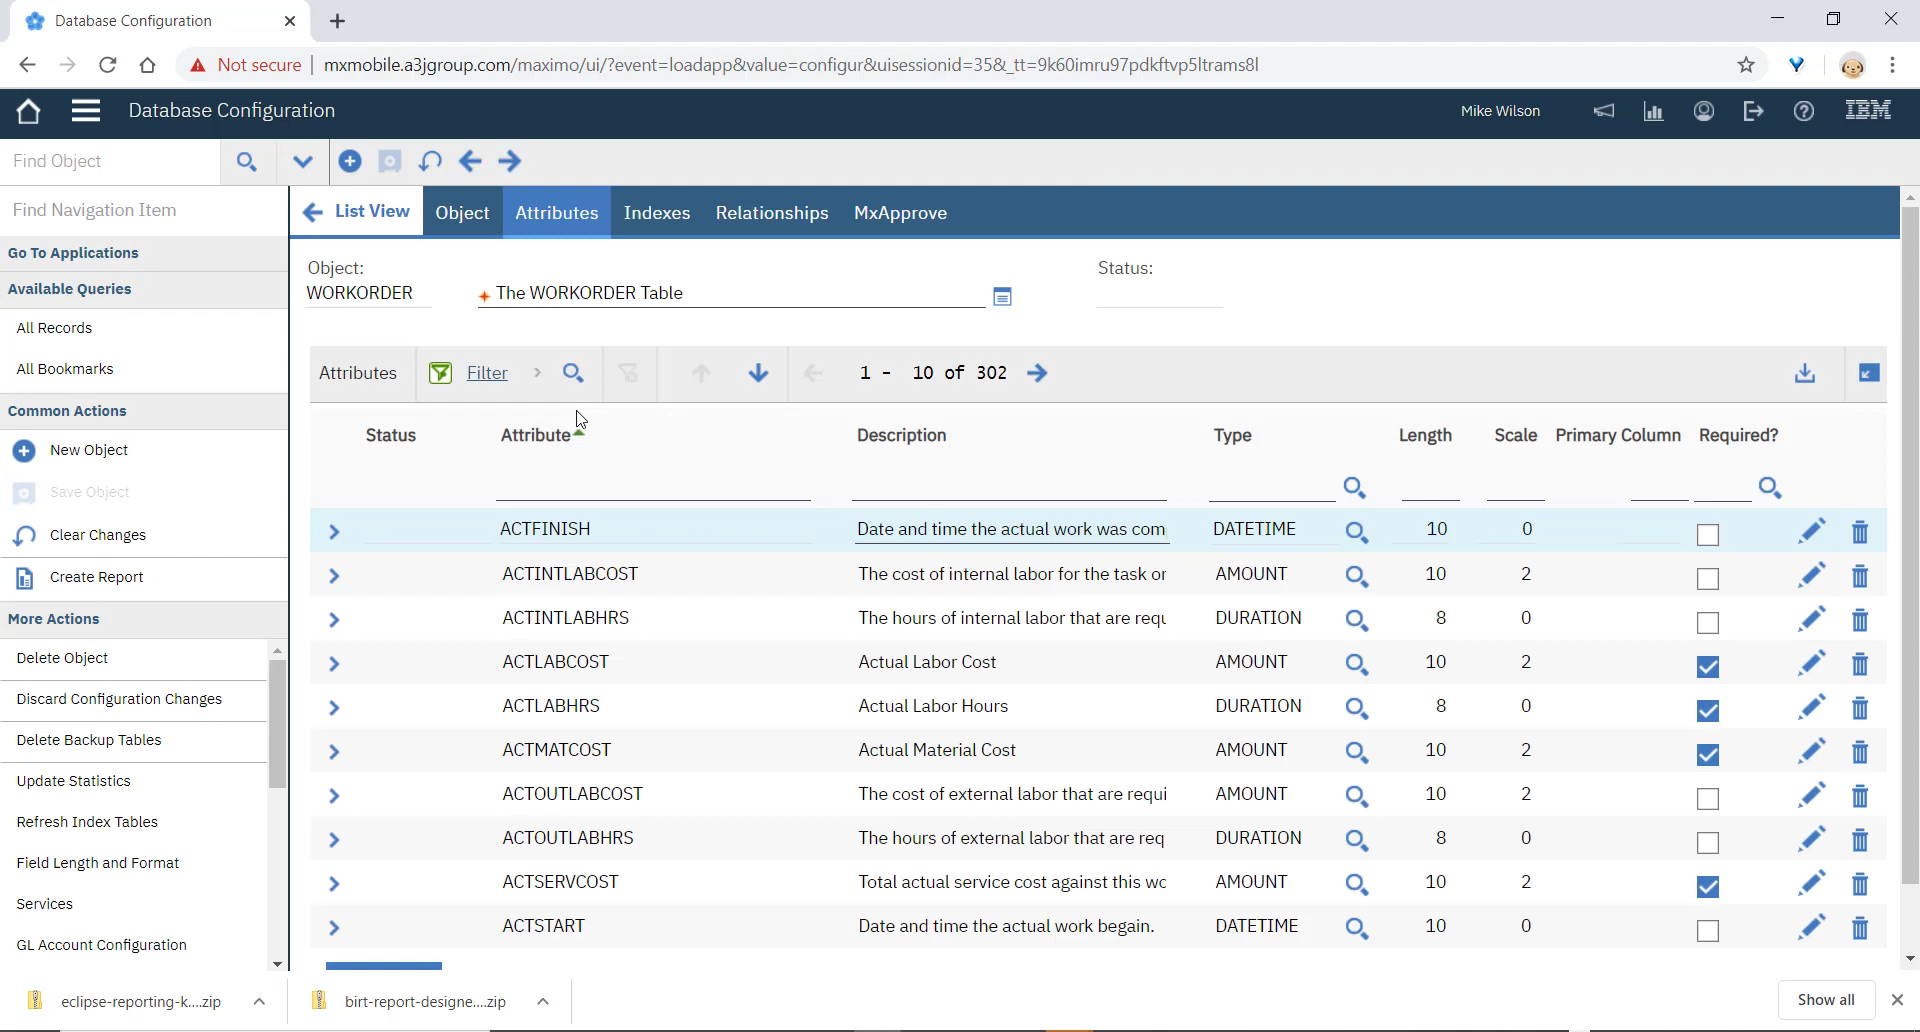 Database Configuration
Not secure | mxmobile.a3jgroup.com/maximo/ui/?event=loadapp&value=configur&uisessionid=35&_tt=9k60imru97pdkftvp5ltrams8l
Database Configuration
Mike Wilson
IBM
Find Object
Find Navigation Item
Go To Applications
Available Queries
All Records
All Bookmarks
Common Actions
New Object
Save Object
Clear Changes
Create Report
More Actions
Delete Object
Discard Configuration Changes
Delete Backup Tables
Update Statistics
Refresh Index Tables
Field Length and Format
Services
GL Account Configuration
List View Object Attributes Indexes Relationships MxApprove
Object: Status:
WORKORDER The WORKORDER Table
Attributes Filter 1 - 10 of 302
Status Attribute Description Type Length Scale Primary Column Required?
ACTFINISH Date and time the actual work was com DATETIME 10 0
ACTINTLABCOST The cost of internal labor for the task or AMOUNT 10 2
ACTINTLABHRS The hours of internal labor that are requ DURATION 8 0
ACTLABCOST Actual Labor Cost AMOUNT 10 2
ACTLABHRS Actual Labor Hours DURATION 8 0
ACTMATCOST Actual Material Cost AMOUNT 10 2
ACTOUTLABCOST The cost of external labor that are requi AMOUNT 10 2
ACTOUTLABHRS The hours of external labor that are req DURATION 8 0
ACTSERVCOST Total actual service cost against this wo AMOUNT 10 2
ACTSTART Date and time the actual work begain. DATETIME 10 0
eclipse-reporting-k....zip birt-report-designe....zip Show all